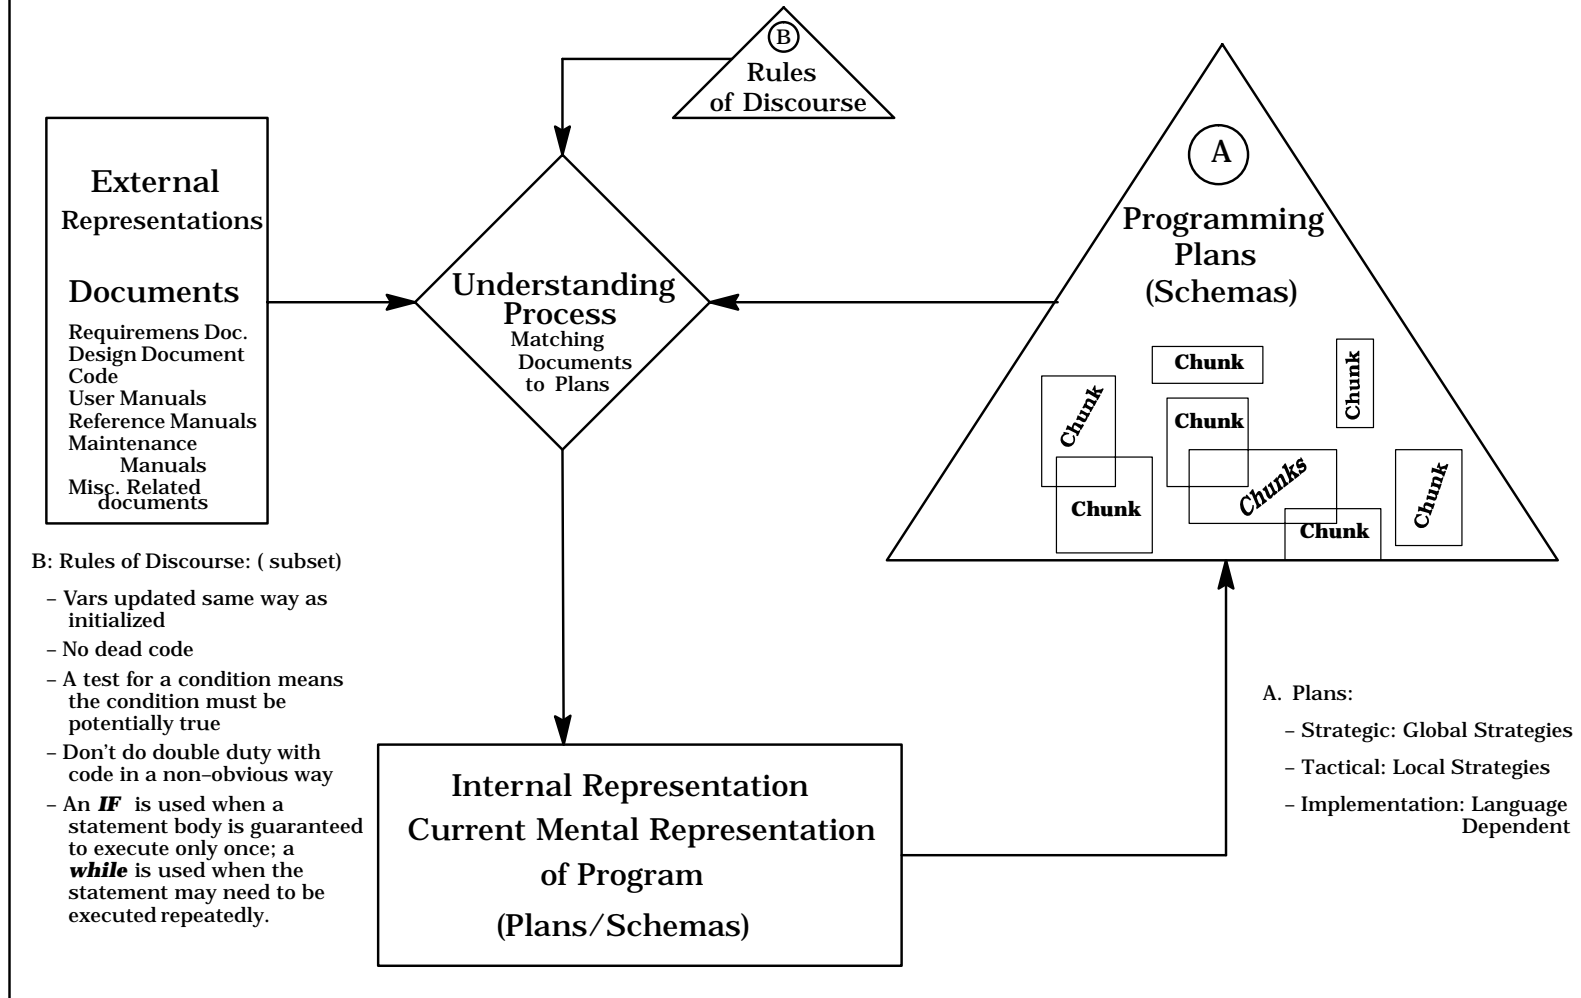 B
Rules
of Discourse
External
Representations
Documents
Requiremens Doc.
Design Document
Code
User Manuals
Reference Manuals
Maintenance
Manuals
Misc. Related
documents
Understanding
Process
Matching
Documents
to Plans
A
Programming
Plans
(Schemas)
Chunk
Chunk
Chunk
Chunk
Chunks
Chunk
Chunk
Chunk
B: Rules of Discourse: ( subset)
– Vars updated same way as
initialized
– No dead code
– A test for a condition means
the condition must be
potentially true
– Don't do double duty with
code in a non–obvious way
– An IF is used when a
statement body is guaranteed
to execute only once; a
while is used when the
statement may need to be
executed repeatedly.
Internal Representation
Current Mental Representation
of Program
(Plans/Schemas)
A. Plans:
– Strategic: Global Strategies
– Tactical: Local Strategies
– Implementation: Language
Dependent